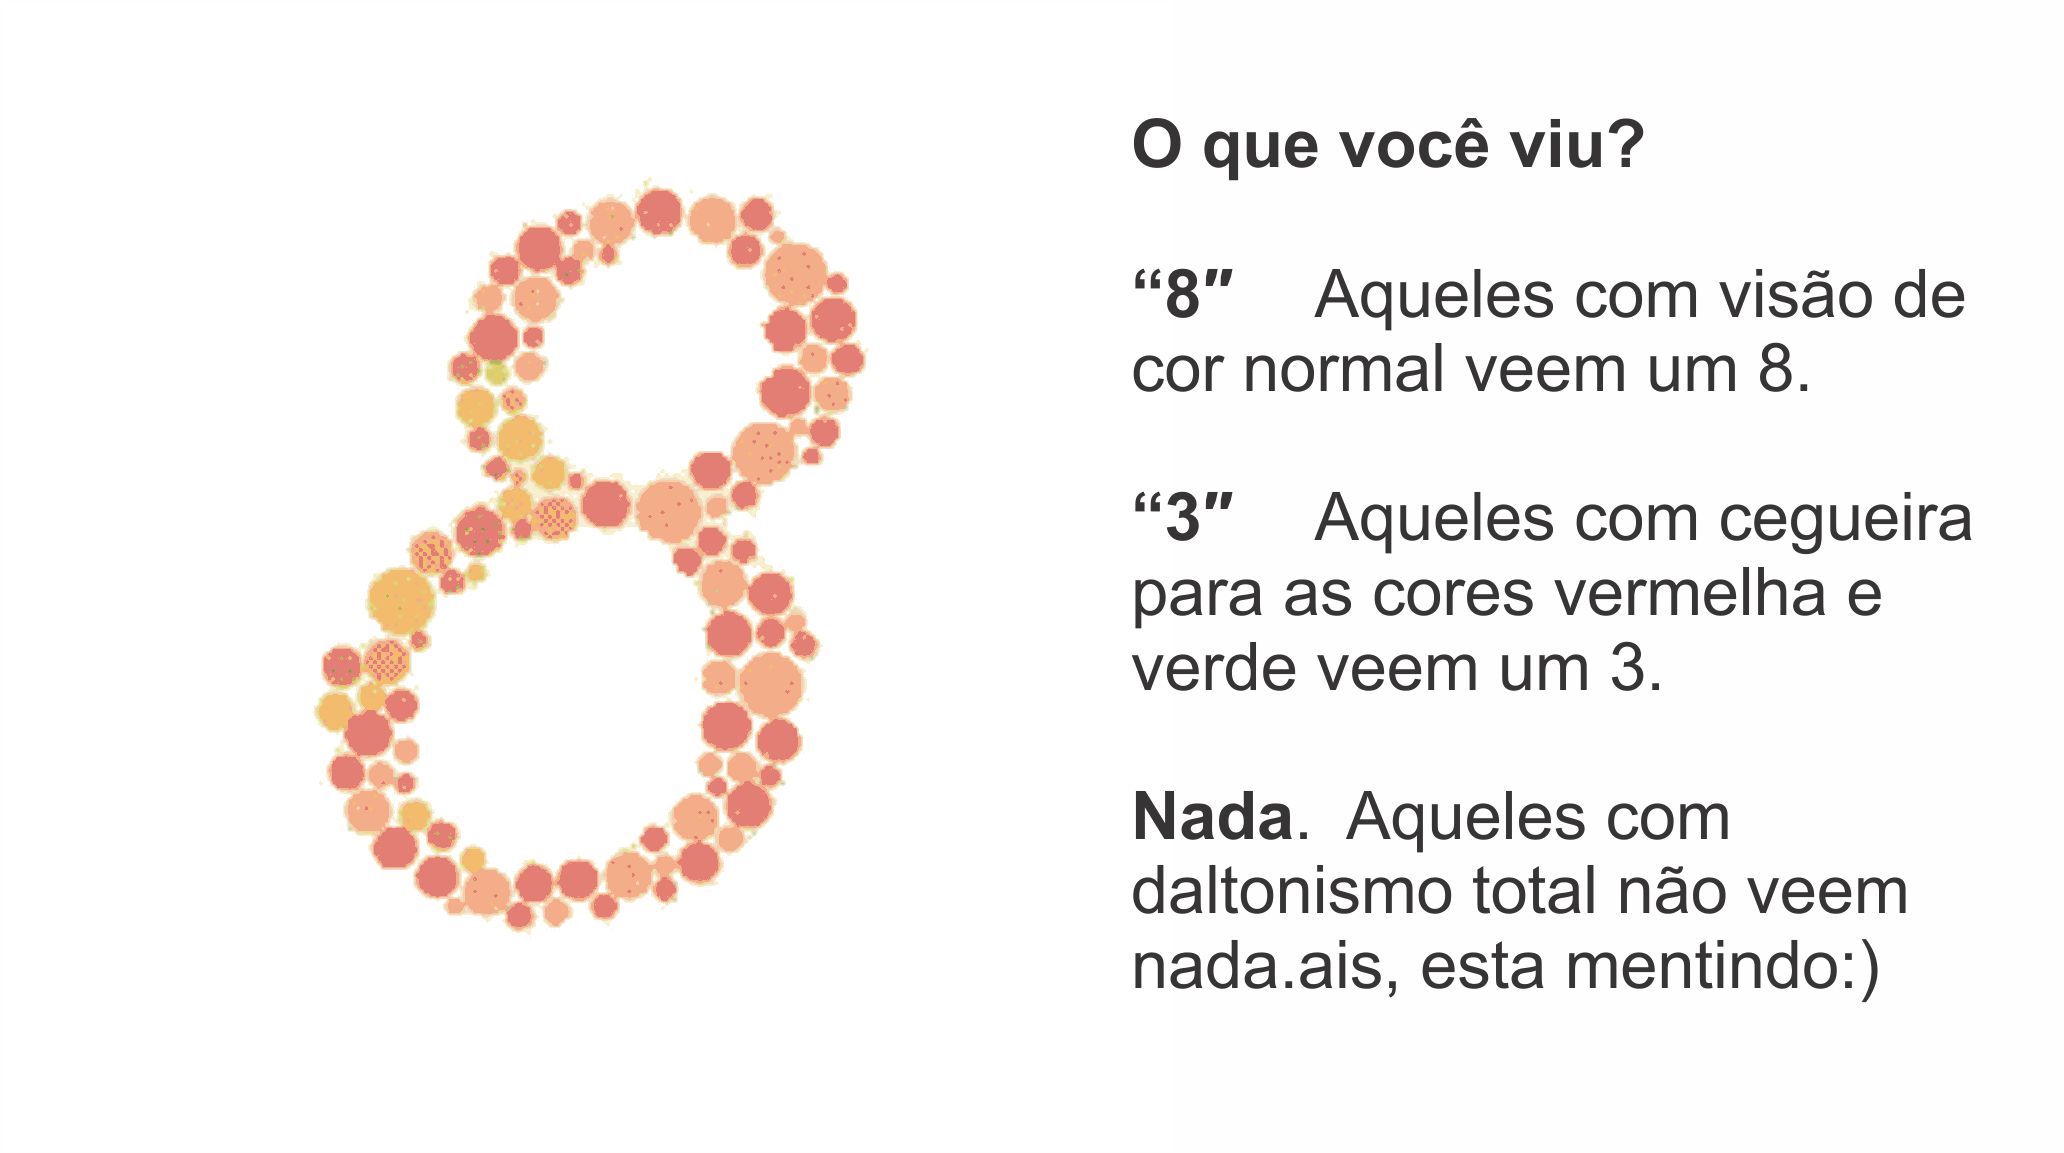 8
O que você viu?
“8″ Aqueles com visão de
cor normal veem um 8.
“3″ Aqueles com cegueira
para as cores vermelha e
verde veem um 3.
Nada. Aqueles com
daltonismo total não veem
nada.ais, esta mentindo:)